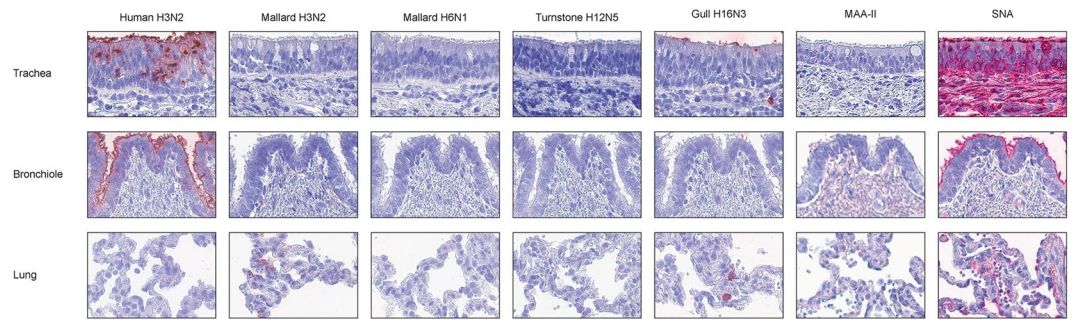 Human H3N2 Mallard H3N2 Mallard H6N1 Turnstone H12N5 Gull H16N3 MAA-II SNA
Trachea
Bronchiole
Lung